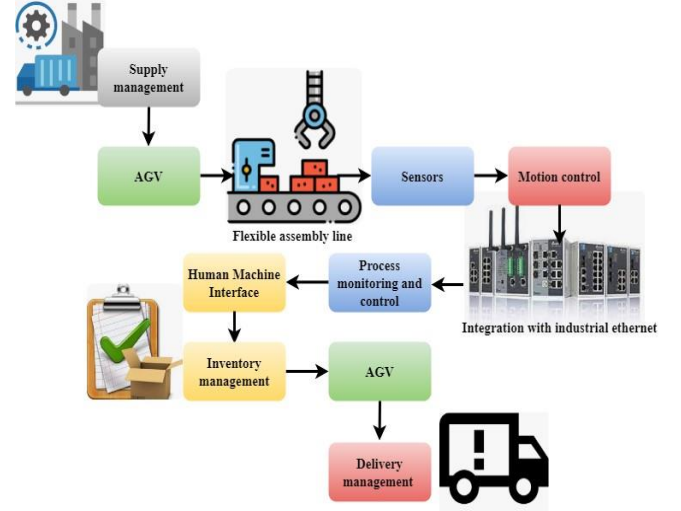 Supply
management
AGV
Flexible assembly line
Sensors
Motion control
Integration with industrial ethernet
Process
monitoring and
control
Human Machine
Interface
Inventory
management
AGV
Delivery
management